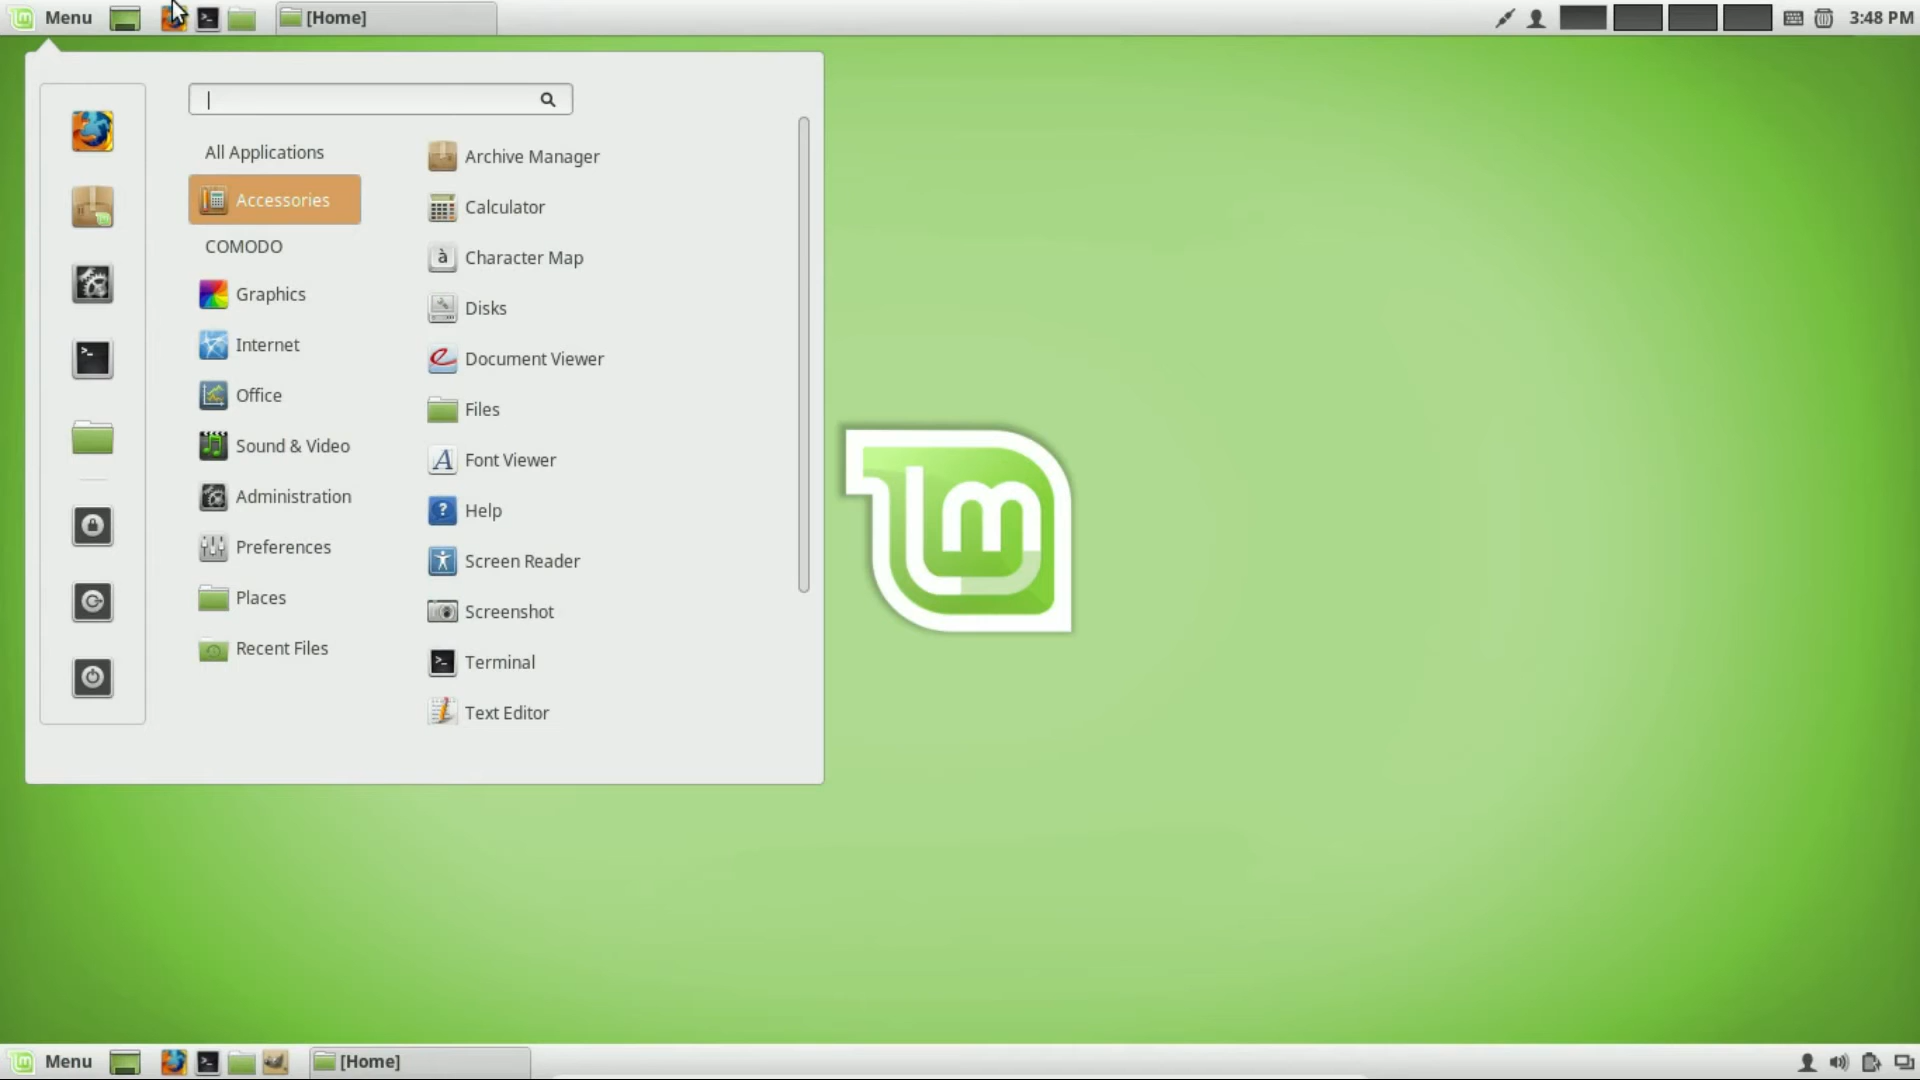 Menu
[Home]
3:48 PM
All Applications
Accessories
COMODO
Graphics
Internet
Office
Sound & Video
Administration
Preferences
Places
Recent Files
Archive Manager
Calculator
Character Map
Disks
Document Viewer
Files
Font Viewer
Help
Screen Reader
Screenshot
Terminal
Text Editor
Menu
[Home]